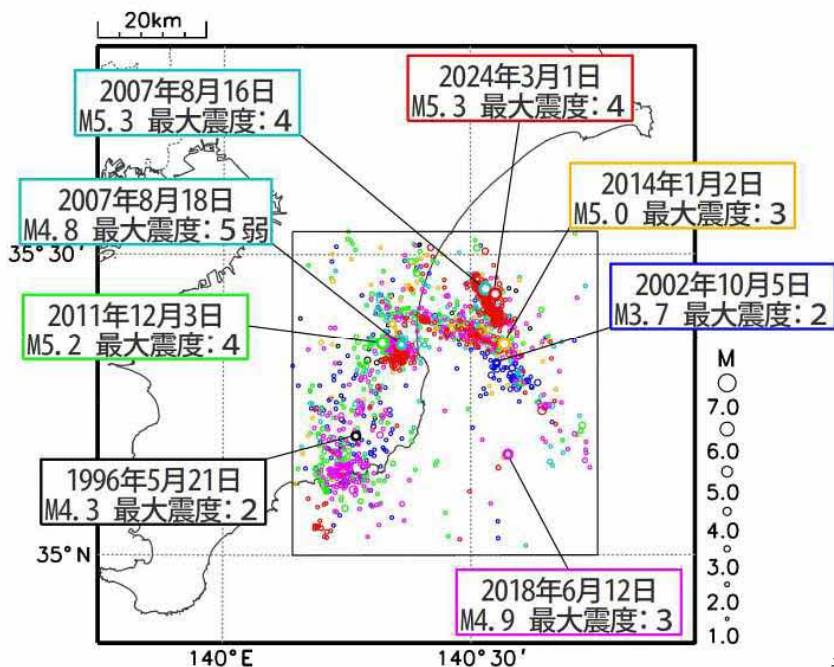 20km
2007年8月16日
M5.3 最大震度:4
2024年3月1日
M5.3 最大震度:4
2007年8月18日
M4.8 最大震度:5弱
2014年1月2日
M5.0 最大震度:3
35°30'
2011年12月3日
M5.2 最大震度:4
2002年10月5日
M3.7 最大震度:2
M
7.0
6.0
5.0
4.0
3.0
2.0
1.0
1996年5月21日
M4.3 最大震度:2
35°N
2018年6月12日
M4.9 最大震度:3
140°E
140°30'